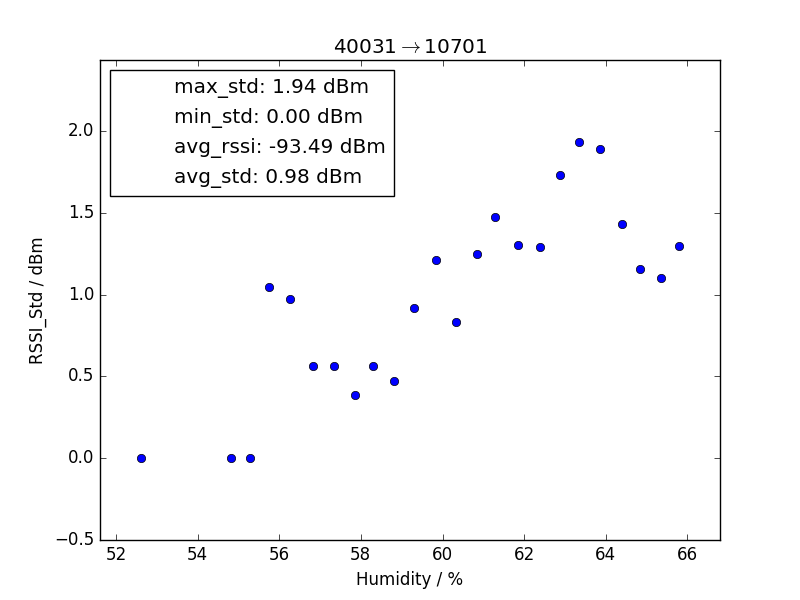 40031→10701
max_std: 1.94 dBm
min_std: 0.00 dBm
avg_rssi: -93.49 dBm
avg_std: 0.98 dBm
2.0
1.5
1.0
0.5
0.0
−0.5
RSSI_Std / dBm
52 54 56 58 60 62 64 66
Humidity / %